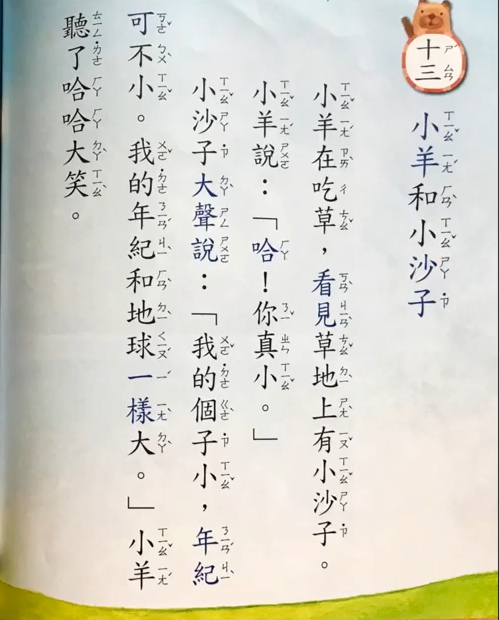 十三
小羊和小沙子
小羊在吃草，看見草地上有小沙子。
小羊說：「哈！你真小。」
小沙子大聲說：「我的個子小，年紀
可不小。我的年紀和地球一樣大。」小羊
聽了哈哈大笑。